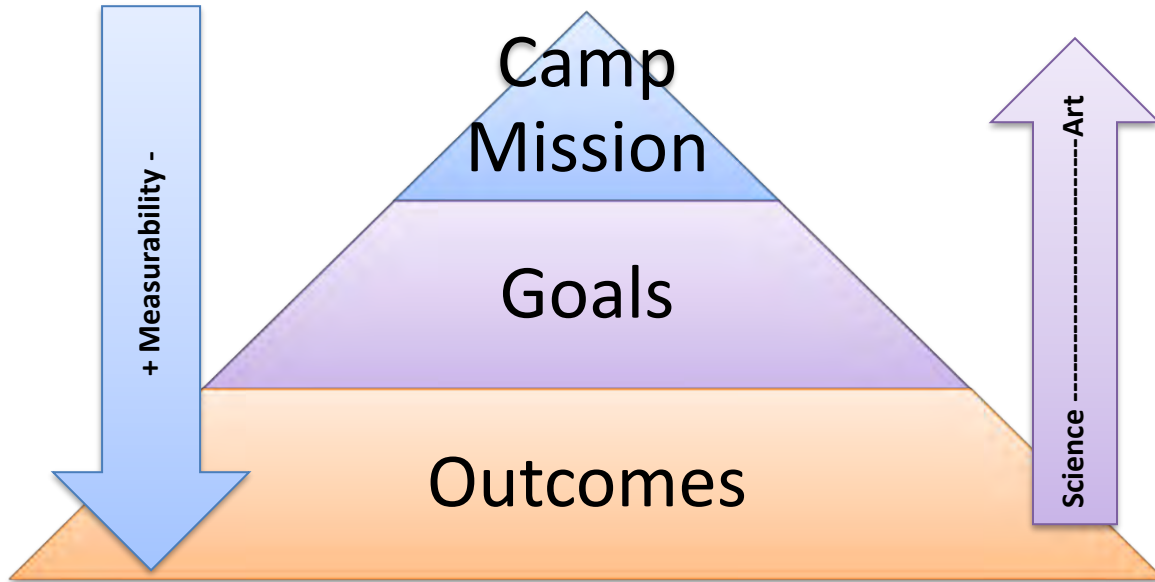 Camp
Mission
Goals
Outcomes
+ Measurability -
Science ----------------------------Art